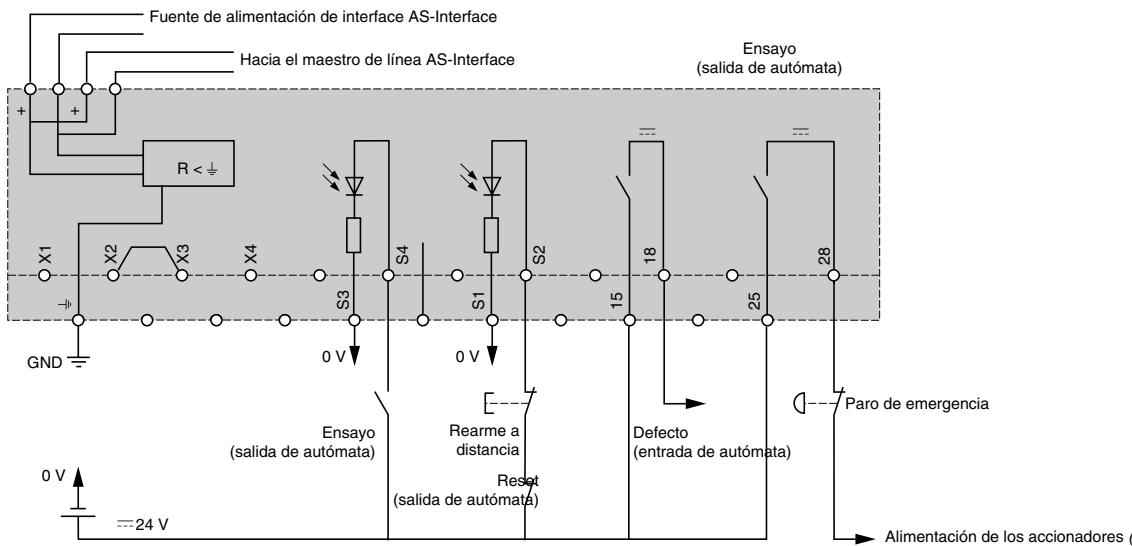 Fuente de alimentación de interface AS-Interface
Hacia el maestro de línea AS-Interface
Ensayo
(salida de autómata)
+ +
R <
X1 X2 X3 X4 S4 S2 18 28
S3 S1 15 25
GND
0 V 0 V
Ensayo
(salida de autómata)
Rearme a
distancia
Defecto
(entrada de autómata)
Paro de emergencia
Reset
(salida de autómata)
0 V
24 V
Alimentación de los accionadores (